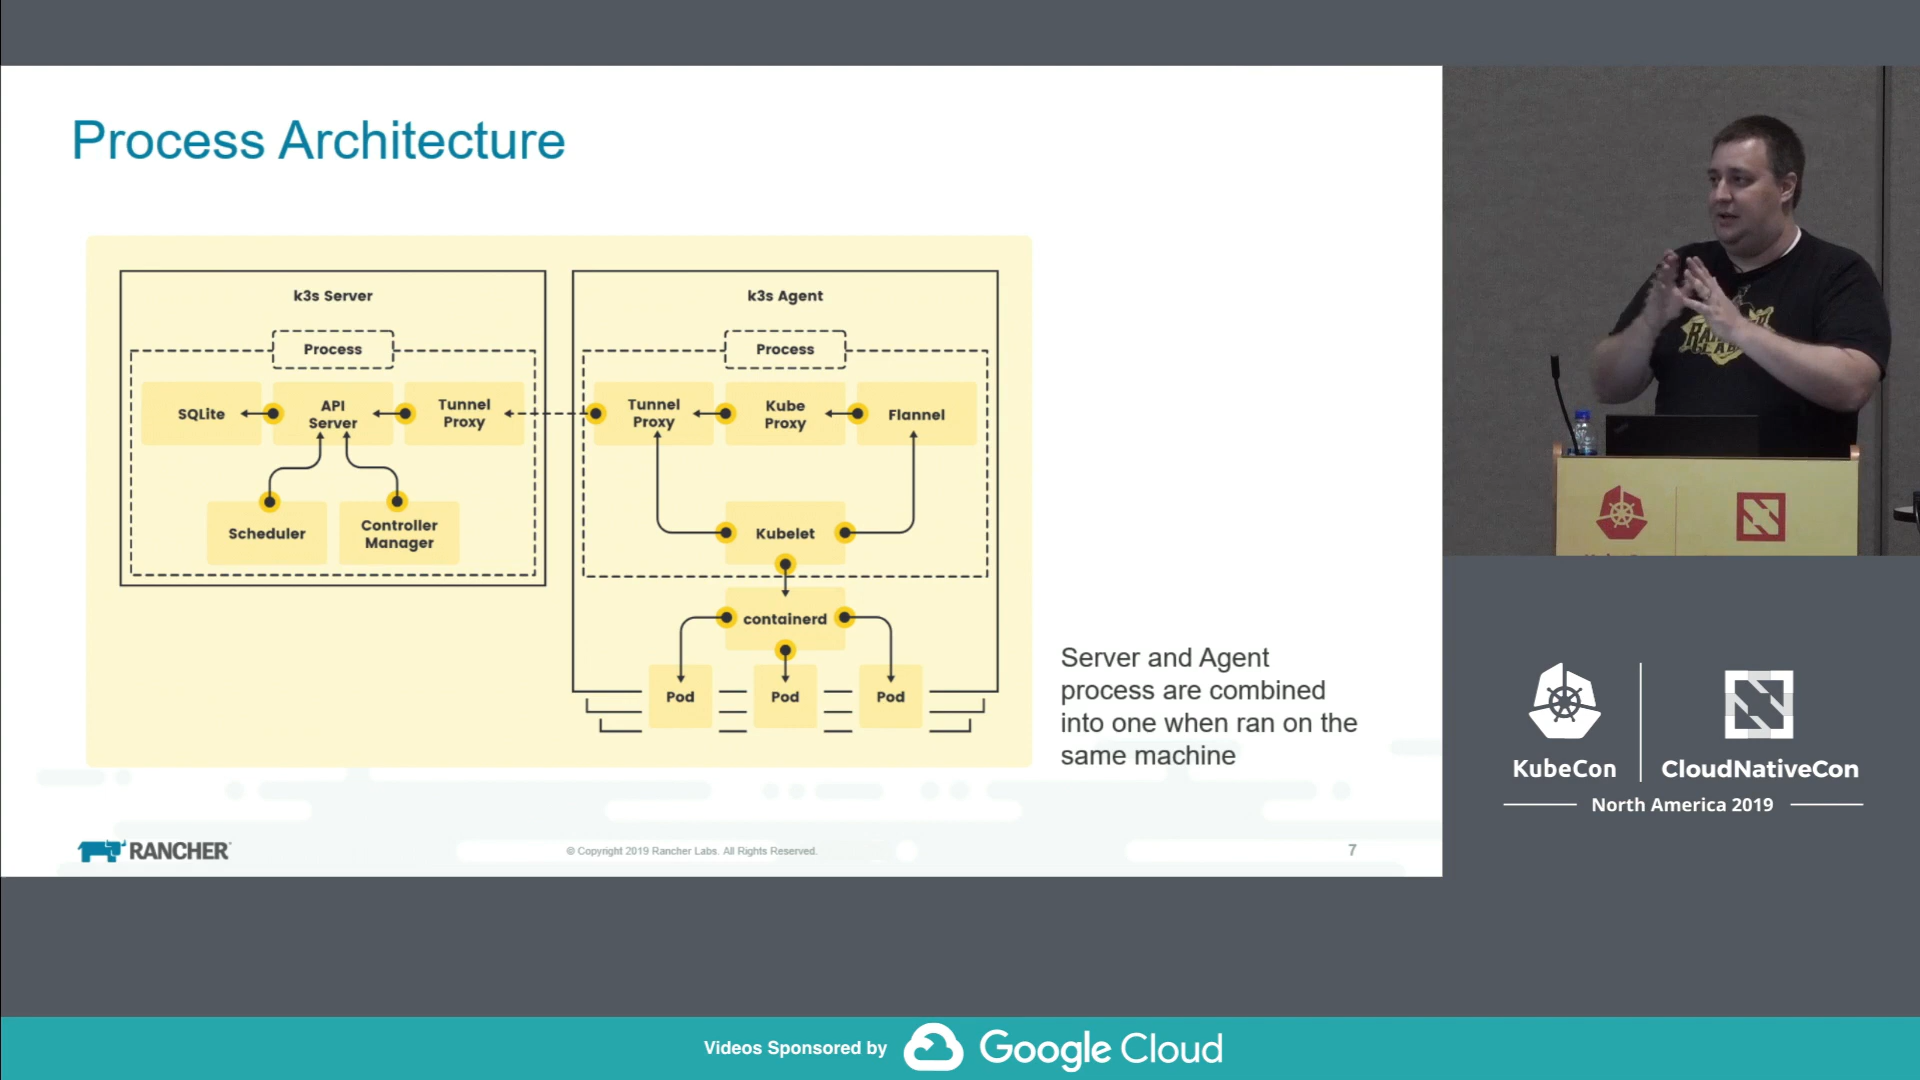 Process Architecture
k3s Server
Process
SQLite
API
Server
Tunnel
Proxy
Scheduler
Controller
Manager
k3s Agent
Process
Tunnel
Proxy
Kube
Proxy
Flannel
Kubelet
containerd
Pod
Pod
Pod
Server and Agent
process are combined
into one when ran on the
same machine
RANCHER
© Copyright 2019 Rancher Labs. All Rights Reserved.
7
KubeCon
CloudNativeCon
North America 2019
Videos Sponsored by
Google Cloud